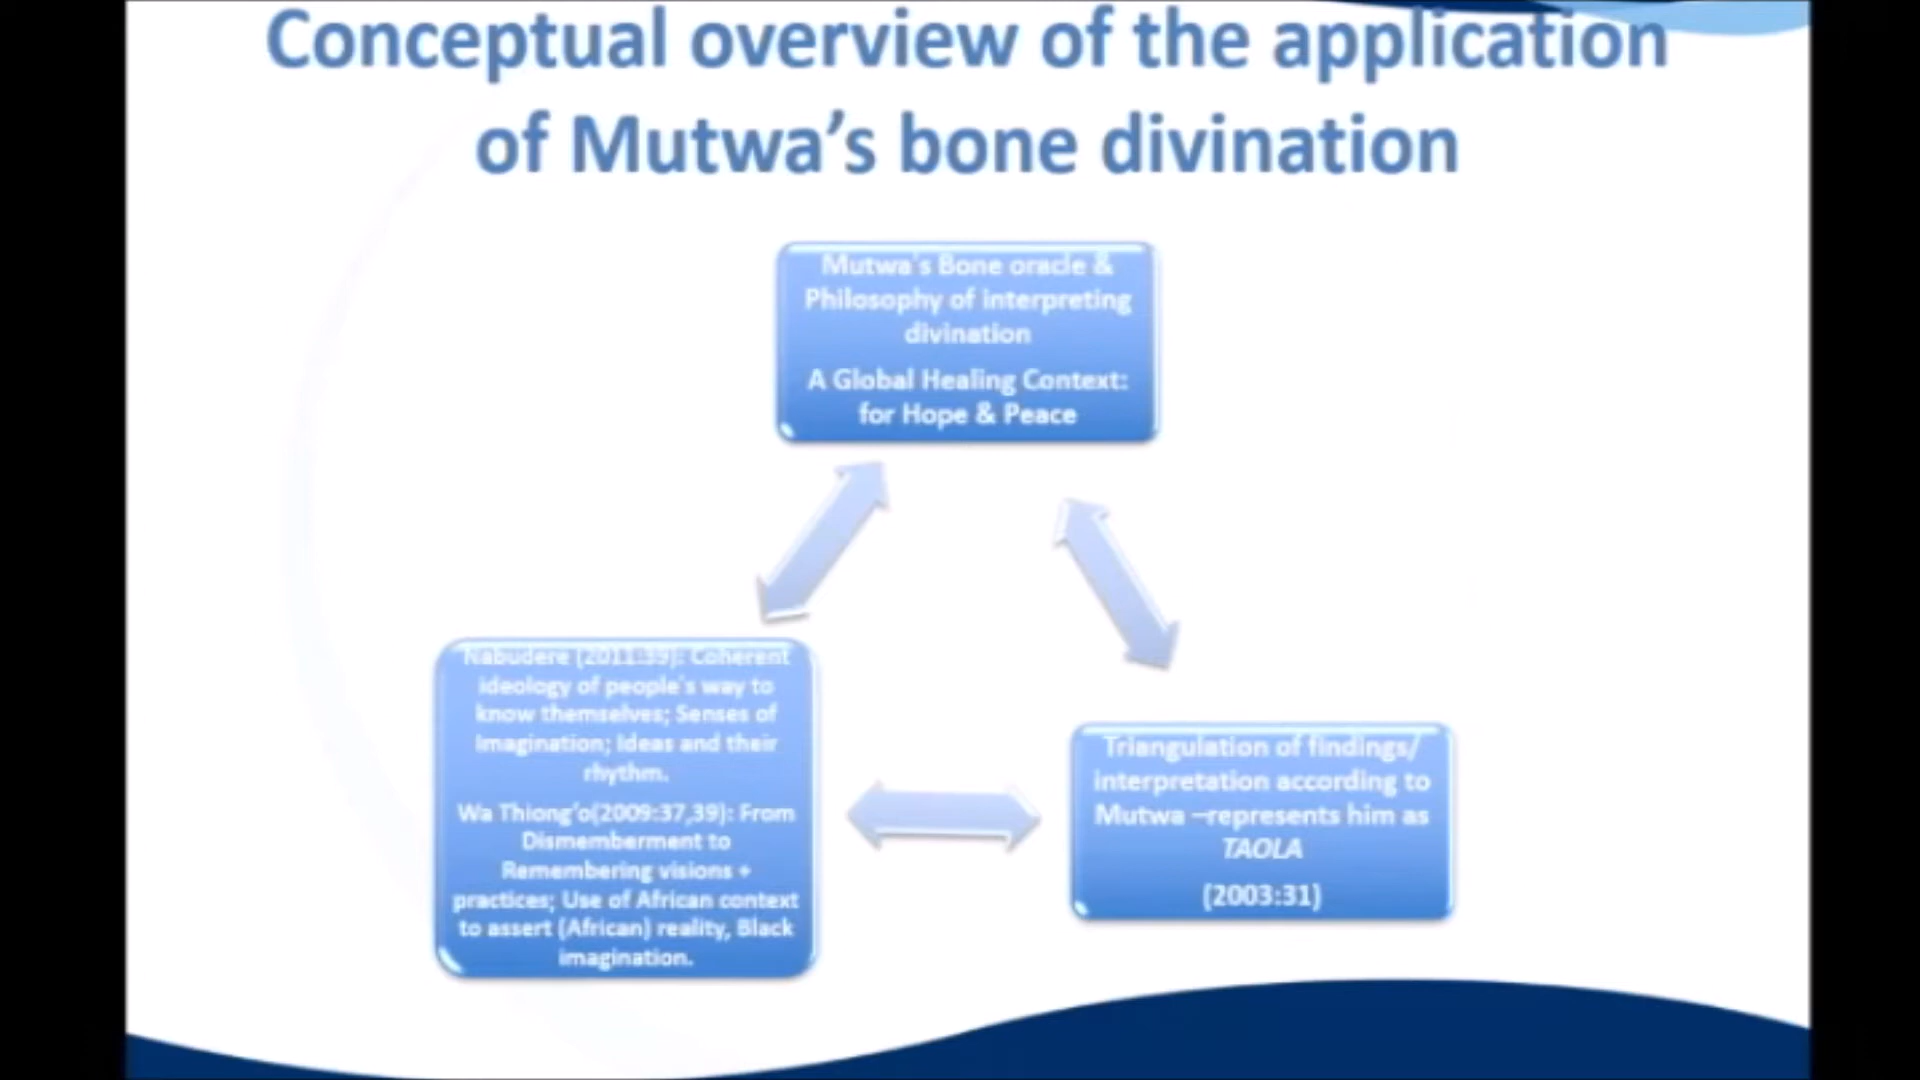 Conceptual overview of the application
of Mutwa’s bone divination
Mutwa's Bone oracle &
Philosophy of interpreting
divination
A Global Healing Context:
for Hope & Peace
Nabudere (2011:39): Coherent
ideology of people's way to
know themselves; Senses of
Imagination; Ideas and their
rhythm.
Wa Thiong’o(2009:37,39): From
Dismemberment to
Remembering visions +
practices; Use of African context
to assert (African) reality, Black
imagination.
Triangulation of findings/
interpretation according to
Mutwa –represents him as
TAOLA
(2003:31)